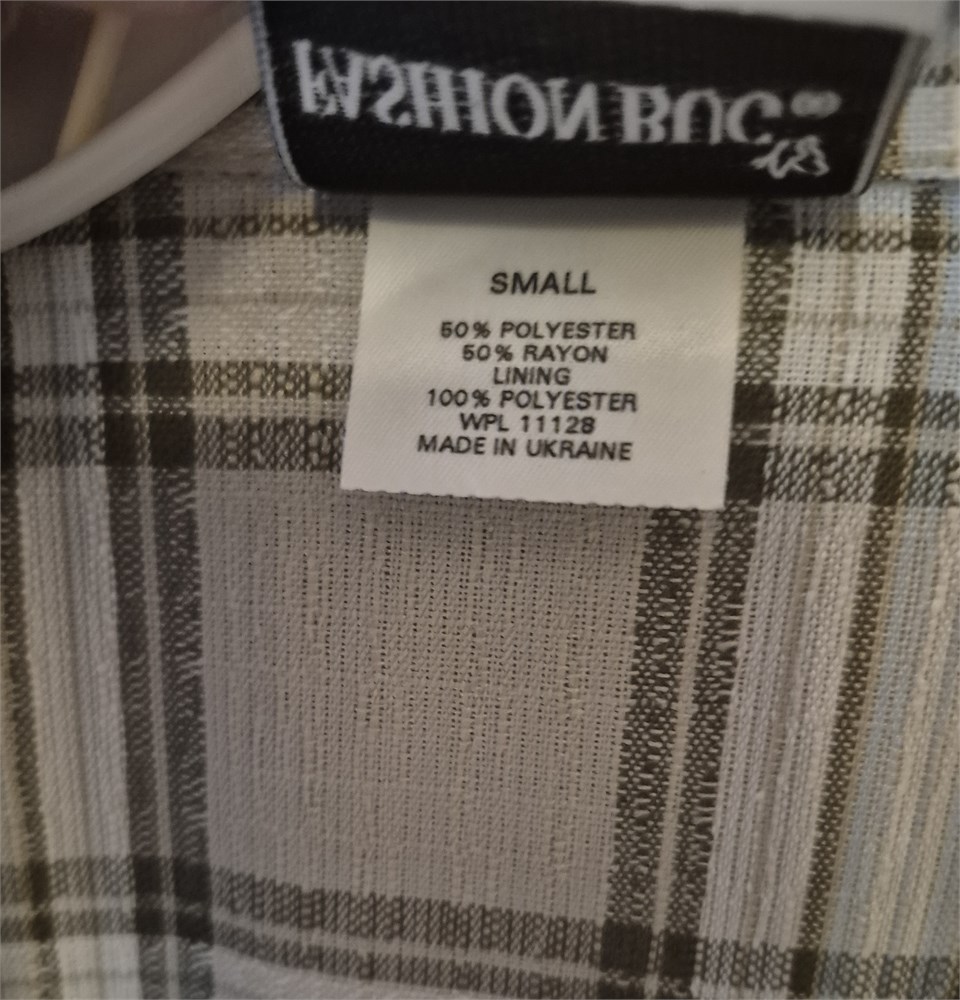 FASHION BUG
SMALL
50% POLYESTER
50% RAYON
LINING
100% POLYESTER
WPL 11128
MADE IN UKRAINE